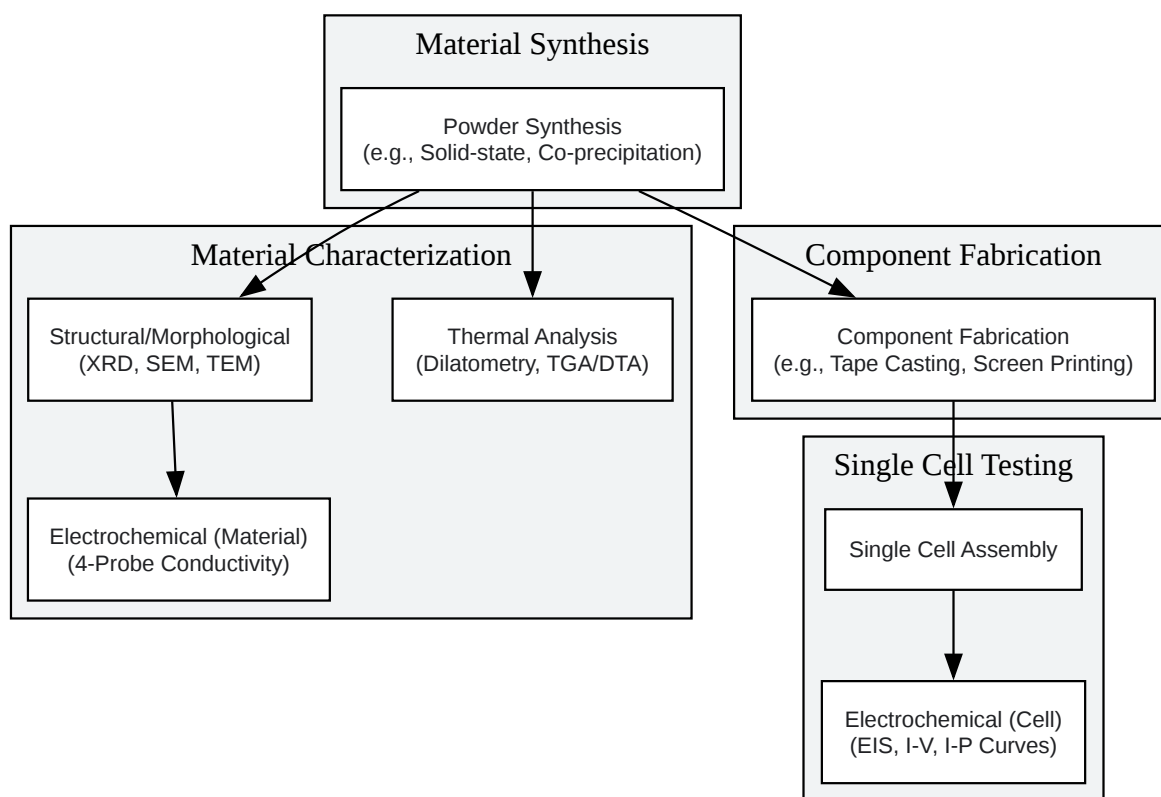 Material Synthesis
Powder Synthesis
(e.g., Solid-state, Co-precipitation)
Material Characterization
Structural/Morphological
(XRD, SEM, TEM)
Thermal Analysis
(Dilatometry, TGA/DTA)
Electrochemical (Material)
(4-Probe Conductivity)
Component Fabrication
Component Fabrication
(e.g., Tape Casting, Screen Printing)
Single Cell Testing
Single Cell Assembly
Electrochemical (Cell)
(EIS, I-V, I-P Curves)